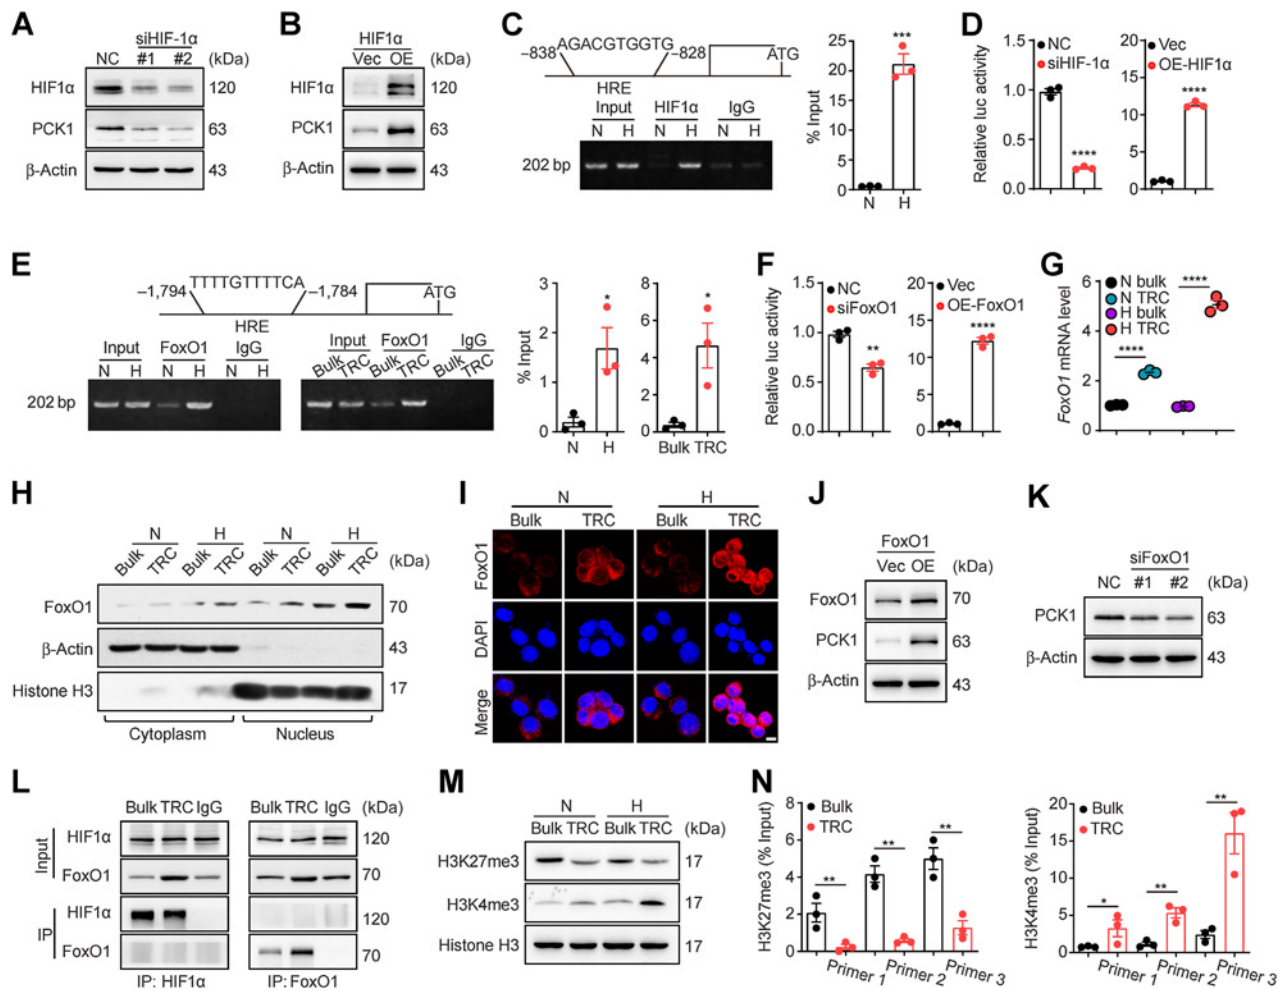 A
siHIF-1α
NC #1 #2 (kDa)
HIF1α 120
PCK1 63
β-Actin 43
B
HIF1α
Vec OE (kDa)
HIF1α 120
PCK1 63
β-Actin 43
C
AGACGTGGTG
–838 –828 ATG
HRE
Input HIF1α IgG
N H N H N H
202 bp
% Input
25
20
15
10
5
0
***
N H
D
Relative luc activity
1.5
1.0
0.5
0.0
NC
siHIF-1α
****
20
15
10
5
0
Vec
OE-HIF1α
****
E
TTTTGTTTTCA
–1,794 –1,784 ATG
HRE
Input FoxO1 IgG
N H N H N H
202 bp
Input FoxO1 IgG
Bulk TRC Bulk TRC Bulk TRC
% Input
3
2
1
0
*
N H
8
6
4
2
0
*
Bulk TRC
F
Relative luc activity
1.5
1.0
0.5
0.0
NC
siFoxO1
**
20
15
10
5
0
Vec
OE-FoxO1
****
G
FoxO1 mRNA level
6
4
2
0
N bulk
N TRC
H bulk
H TRC
****
****
H
N H N H
Bulk TRC Bulk TRC Bulk TRC Bulk TRC (kDa)
FoxO1 70
β-Actin 43
Histone H3 17
Cytoplasm Nucleus
I
N H
Bulk TRC Bulk TRC
FoxO1
DAPI
Merge
J
FoxO1
Vec OE (kDa)
FoxO1 70
PCK1 63
β-Actin 43
K
siFoxO1
NC #1 #2 (kDa)
PCK1 63
β-Actin 43
L
Bulk TRC IgG Bulk TRC IgG (kDa)
Input
HIF1α 120
FoxO1 70
IP
HIF1α 120
FoxO1 70
IP: HIF1α IP: FoxO1
M
N H
Bulk TRC Bulk TRC (kDa)
H3K27me3 17
H3K4me3 17
Histone H3 17
N
H3K27me3 (% Input)
8
6
4
2
0
Bulk
TRC
**
**
**
Primer 1 Primer 2 Primer 3
H3K4me3 (% Input)
20
15
10
5
0
Bulk
TRC
*
**
**
Primer 1 Primer 2 Primer 3